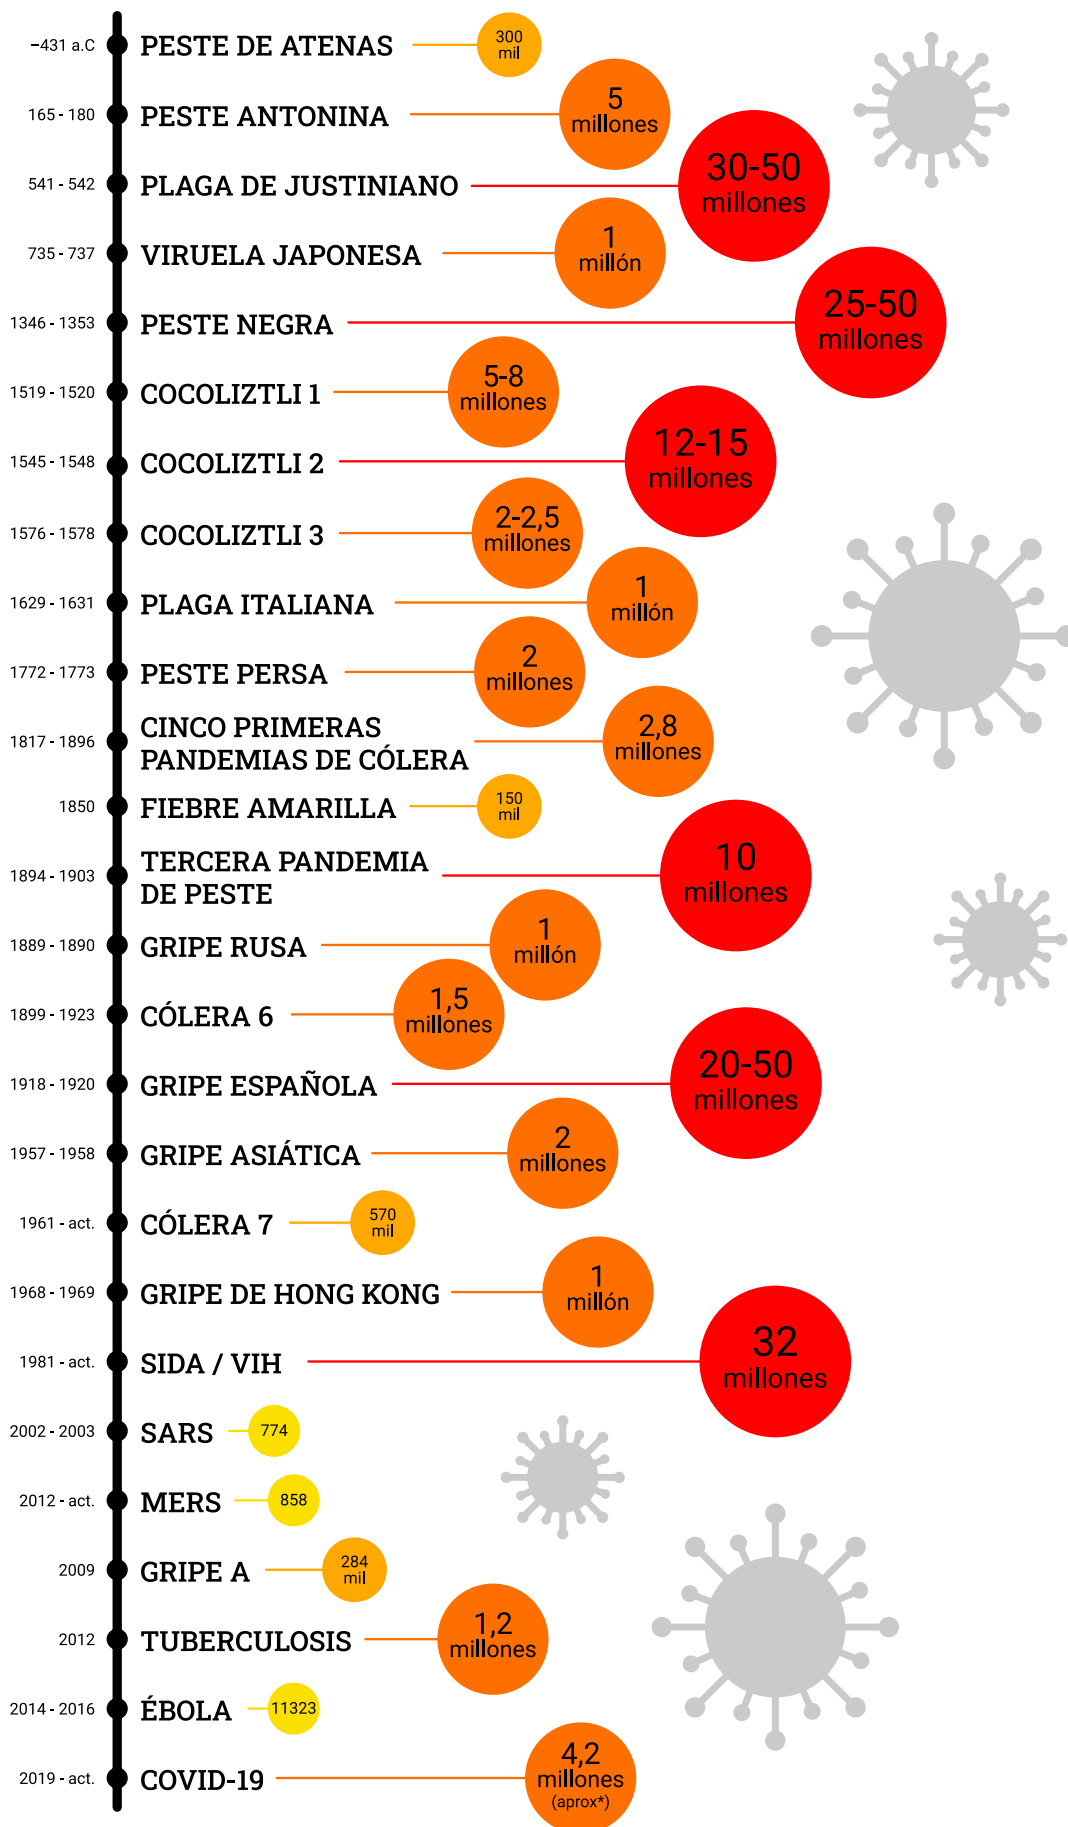 –431 a.C
PESTE DE ATENAS
300
mil
165 - 180
PESTE ANTONINA
5
millones
541 - 542
PLAGA DE JUSTINIANO
30-50
millones
735 - 737
VIRUELA JAPONESA
1
millón
1346 - 1353
PESTE NEGRA
25-50
millones
1519 - 1520
COCOLIZTLI 1
5-8
millones
1545 - 1548
COCOLIZTLI 2
12-15
millones
1576 - 1578
COCOLIZTLI 3
2-2,5
millones
1629 - 1631
PLAGA ITALIANA
1
millón
1772 - 1773
PESTE PERSA
2
millones
1817 - 1896
CINCO PRIMERAS
PANDEMIAS DE CÓLERA
2,8
millones
1850
FIEBRE AMARILLA
150
mil
1894 - 1903
TERCERA PANDEMIA
DE PESTE
10
millones
1889 - 1890
GRIPE RUSA
1
millón
1899 - 1923
CÓLERA 6
1,5
millones
1918 - 1920
GRIPE ESPAÑOLA
20-50
millones
1957 - 1958
GRIPE ASIÁTICA
2
millones
1961 - act.
CÓLERA 7
570
mil
1968 - 1969
GRIPE DE HONG KONG
1
millón
1981 - act.
SIDA / VIH
32
millones
2002 - 2003
SARS
774
2012 - act.
MERS
858
2009
GRIPE A
284
mil
2012
TUBERCULOSIS
1,2
millones
2014 - 2016
ÉBOLA
11323
2019 - act.
COVID-19
4,2
millones
(aprox*)